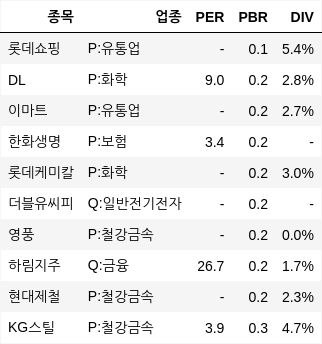 종목 업종 PER PBR DIV
롯데쇼핑 P:유통업 - 0.1 5.4%
DL P:화학 9.0 0.2 2.8%
이마트 P:유통업 - 0.2 2.7%
한화생명 P:보험 3.4 0.2 -
롯데케미칼 P:화학 - 0.2 3.0%
더블유씨피 Q:일반전기전자 - 0.2 -
영풍 P:철강금속 - 0.2 0.0%
하림지주 Q:금융 26.7 0.2 1.7%
현대제철 P:철강금속 - 0.2 2.3%
KG스틸 P:철강금속 3.9 0.3 4.7%